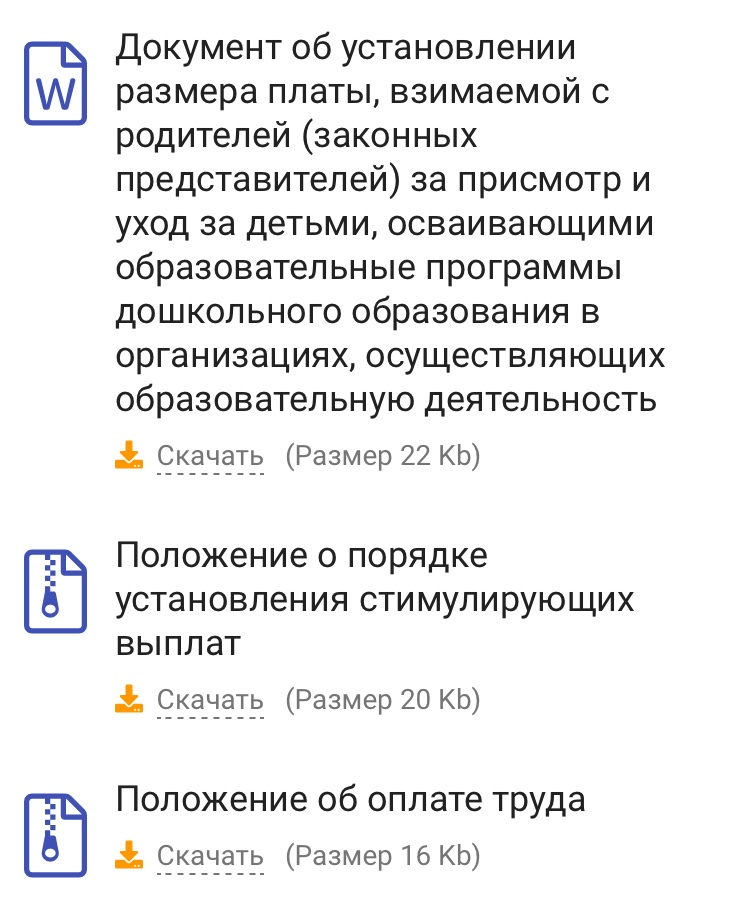 Документ об установлении
размера платы, взимаемой с
родителей (законных
представителей) за присмотр и
уход за детьми, осваивающими
образовательные программы
дошкольного образования в
организациях, осуществляющих
образовательную деятельность
W
Скачать (Размер 22 Kb)
Положение о порядке
установления стимулирующих
выплат
Скачать (Размер 20 Kb)
Положение об оплате труда
Скачать (Размер 16 Kb)